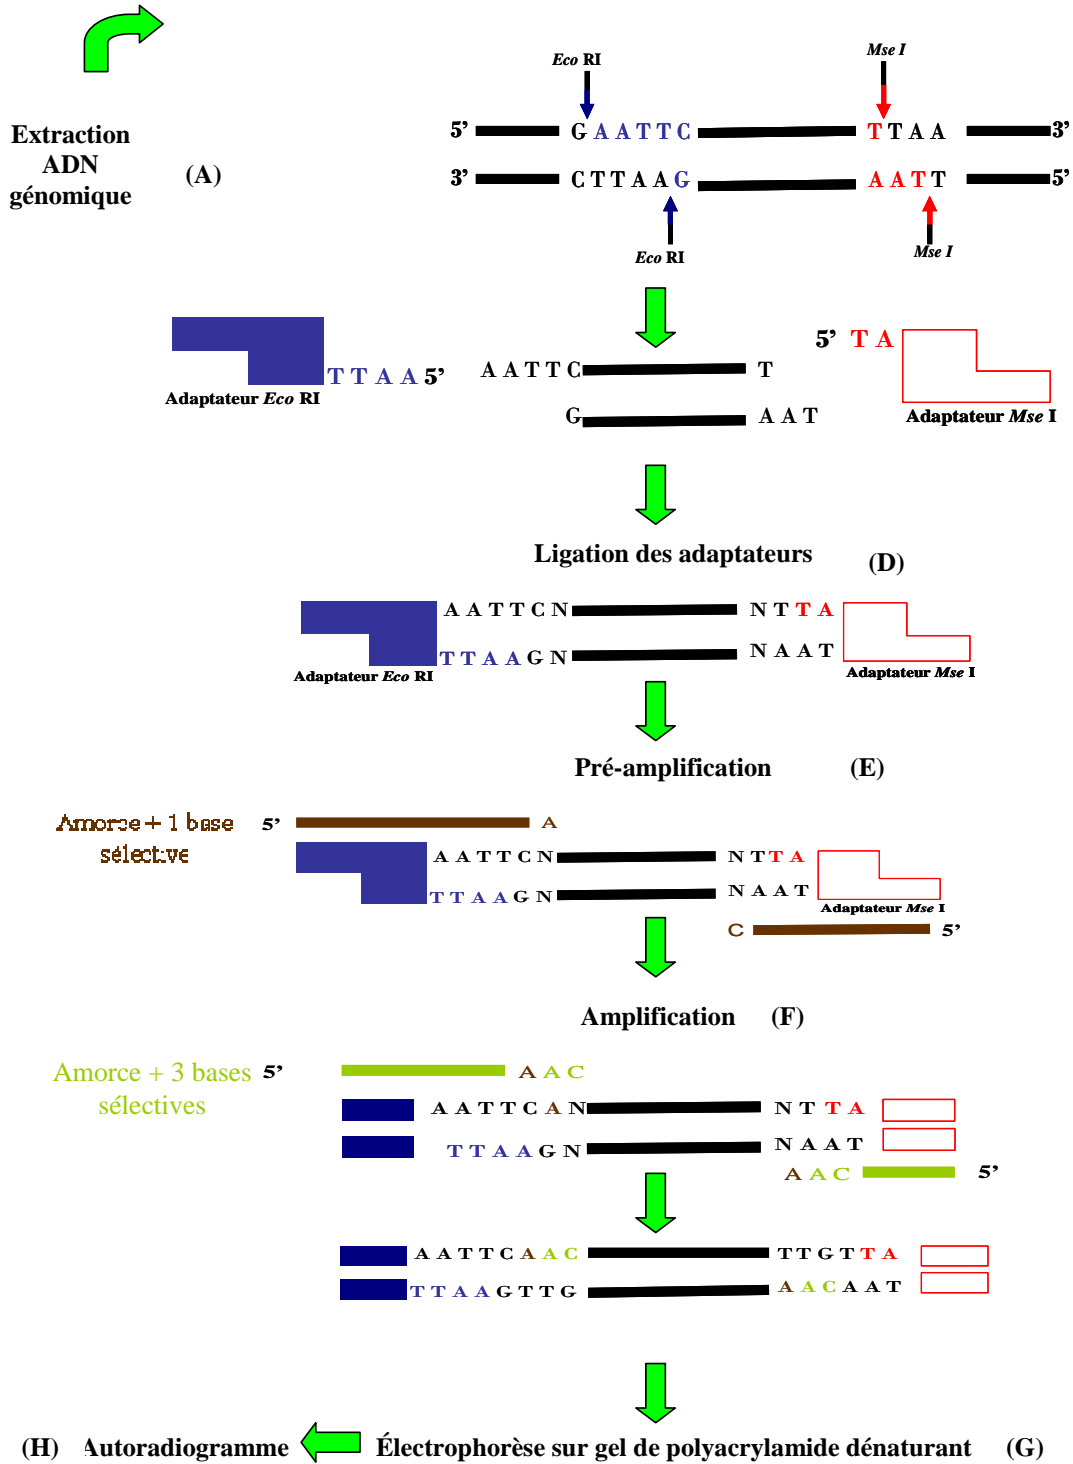 Eco RI
Mse I
Extraction
ADN
génomique
(A)
5’ G A A T T C T T A A 3’
3’ C T T A A G A A T T 5’
Eco RI
Mse I
5’ T A
A A T T C T
T T A A 5’
Adaptateur Eco RI
G A A T
Adaptateur Mse I
Ligation des adaptateurs (D)
A A T T C N N T T A
T T A A G N N A A T
Adaptateur Eco RI
Adaptateur Mse I
Pré-amplification (E)
Amorce + 1 base 5’ A
sélective
A A T T C N N T T A
T T A A G N N A A T
Adaptateur Mse I
C 5’
Amplification (F)
Amorce + 3 bases 5’ A A C
sélectives
A A T T C A N N T T A
T T A A G N N A A T
A A C 5’
A A T T C A A C T T G T T A
T T A A G T T G A A C A A T
(H) Autoradiogramme Électrophorèse sur gel de polyacrylamide dénaturant (G)